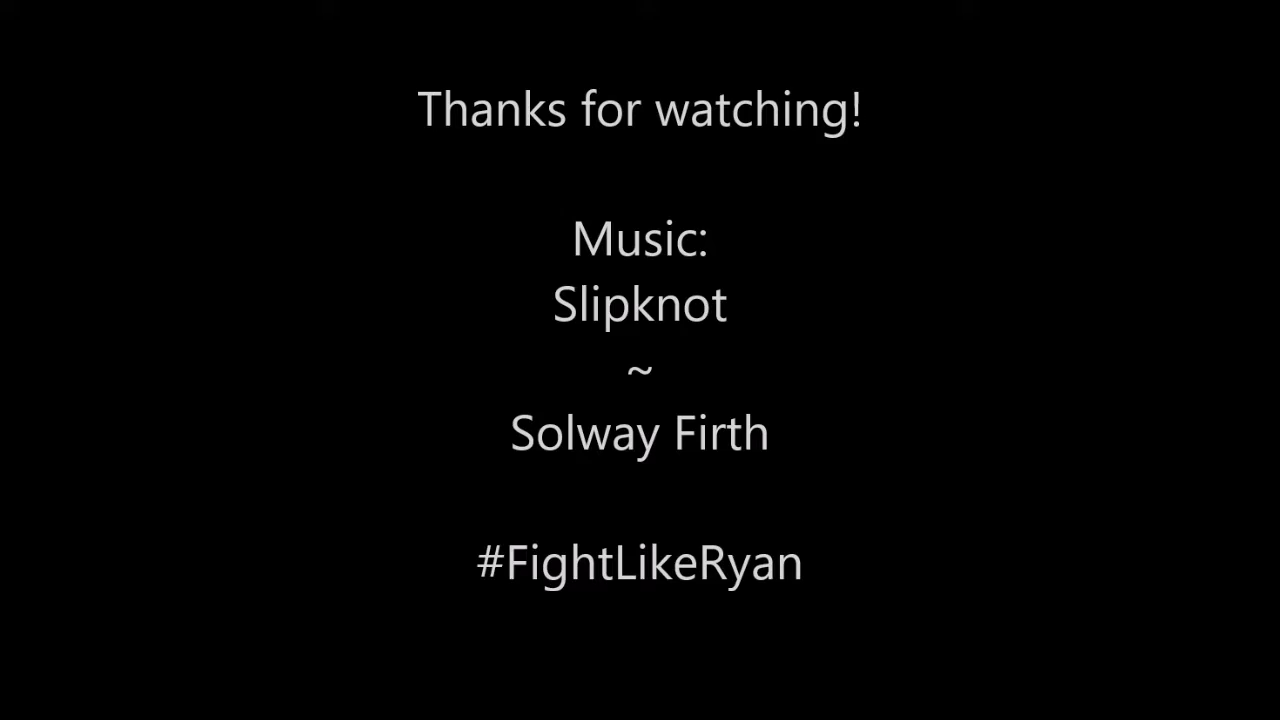 Thanks for watching!
Music:
Slipknot
~
Solway Firth
#FightLikeRyan